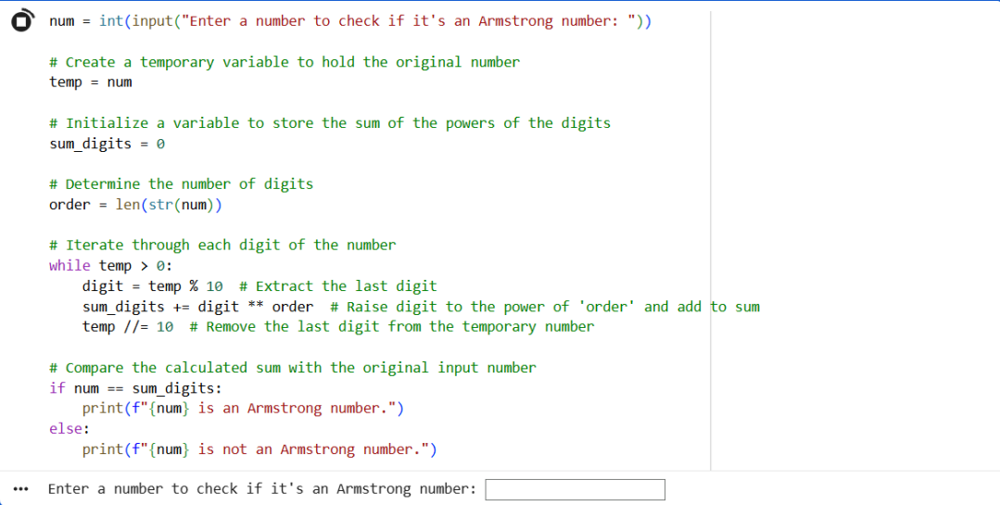 num = int(input("Enter a number to check if it's an Armstrong number: "))
# Create a temporary variable to hold the original number
temp = num
# Initialize a variable to store the sum of the powers of the digits
sum_digits = 0
# Determine the number of digits
order = len(str(num))
# Iterate through each digit of the number
while temp > 0:
    digit = temp % 10  # Extract the last digit
    sum_digits += digit ** order  # Raise digit to the power of 'order' and add to sum
    temp //= 10  # Remove the last digit from the temporary number
# Compare the calculated sum with the original input number
if num == sum_digits:
    print(f"{num} is an Armstrong number.")
else:
    print(f"{num} is not an Armstrong number.")
Enter a number to check if it's an Armstrong number: